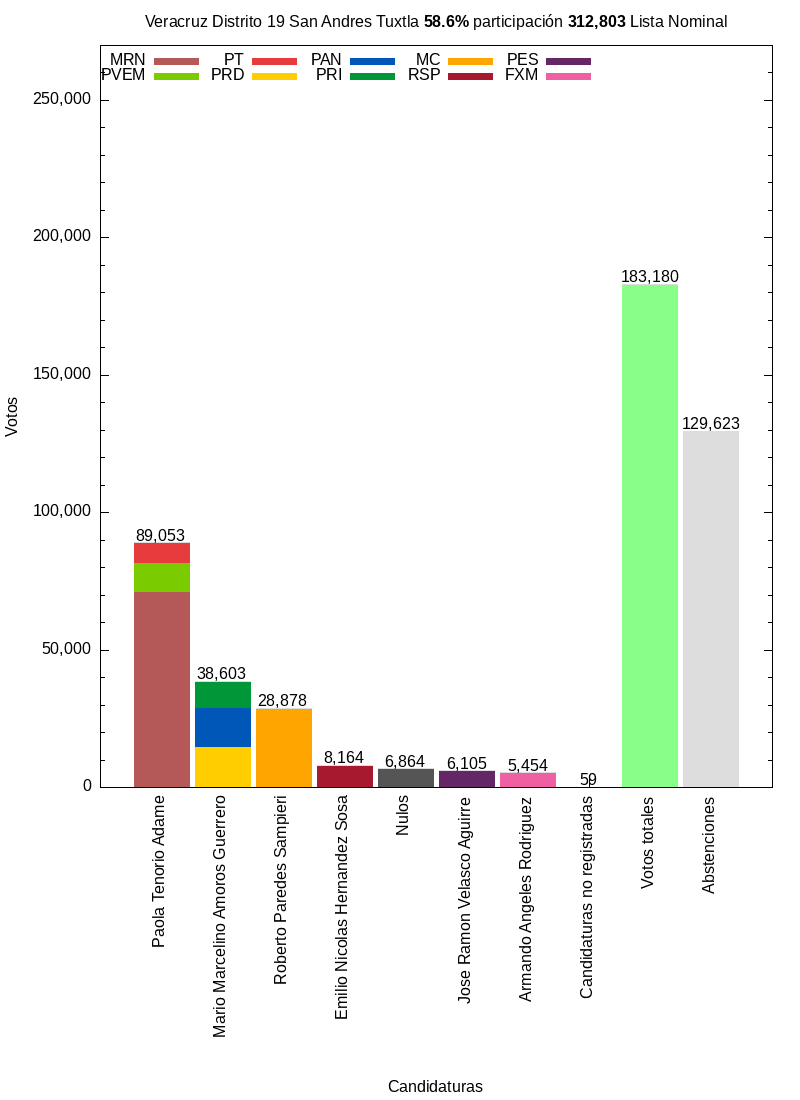 Veracruz Distrito 19 San Andres Tuxtla 58.6% participación 312,803 Lista Nominal
MRN PT PAN MC PES
PVEM PRD PRI RSP FXM
250,000
200,000
150,000
100,000
50,000
0
Votos
89,053
38,603
28,878
8,164
6,864
6,105
5,454
59
183,180
129,623
Paola Tenorio Adame
Mario Marcelino Amoros Guerrero
Roberto Paredes Sampieri
Emilio Nicolas Hernandez Sosa
Nulos
Jose Ramon Velasco Aguirre
Armando Angeles Rodriguez
Candidaturas no registradas
Votos totales
Abstenciones
Candidaturas